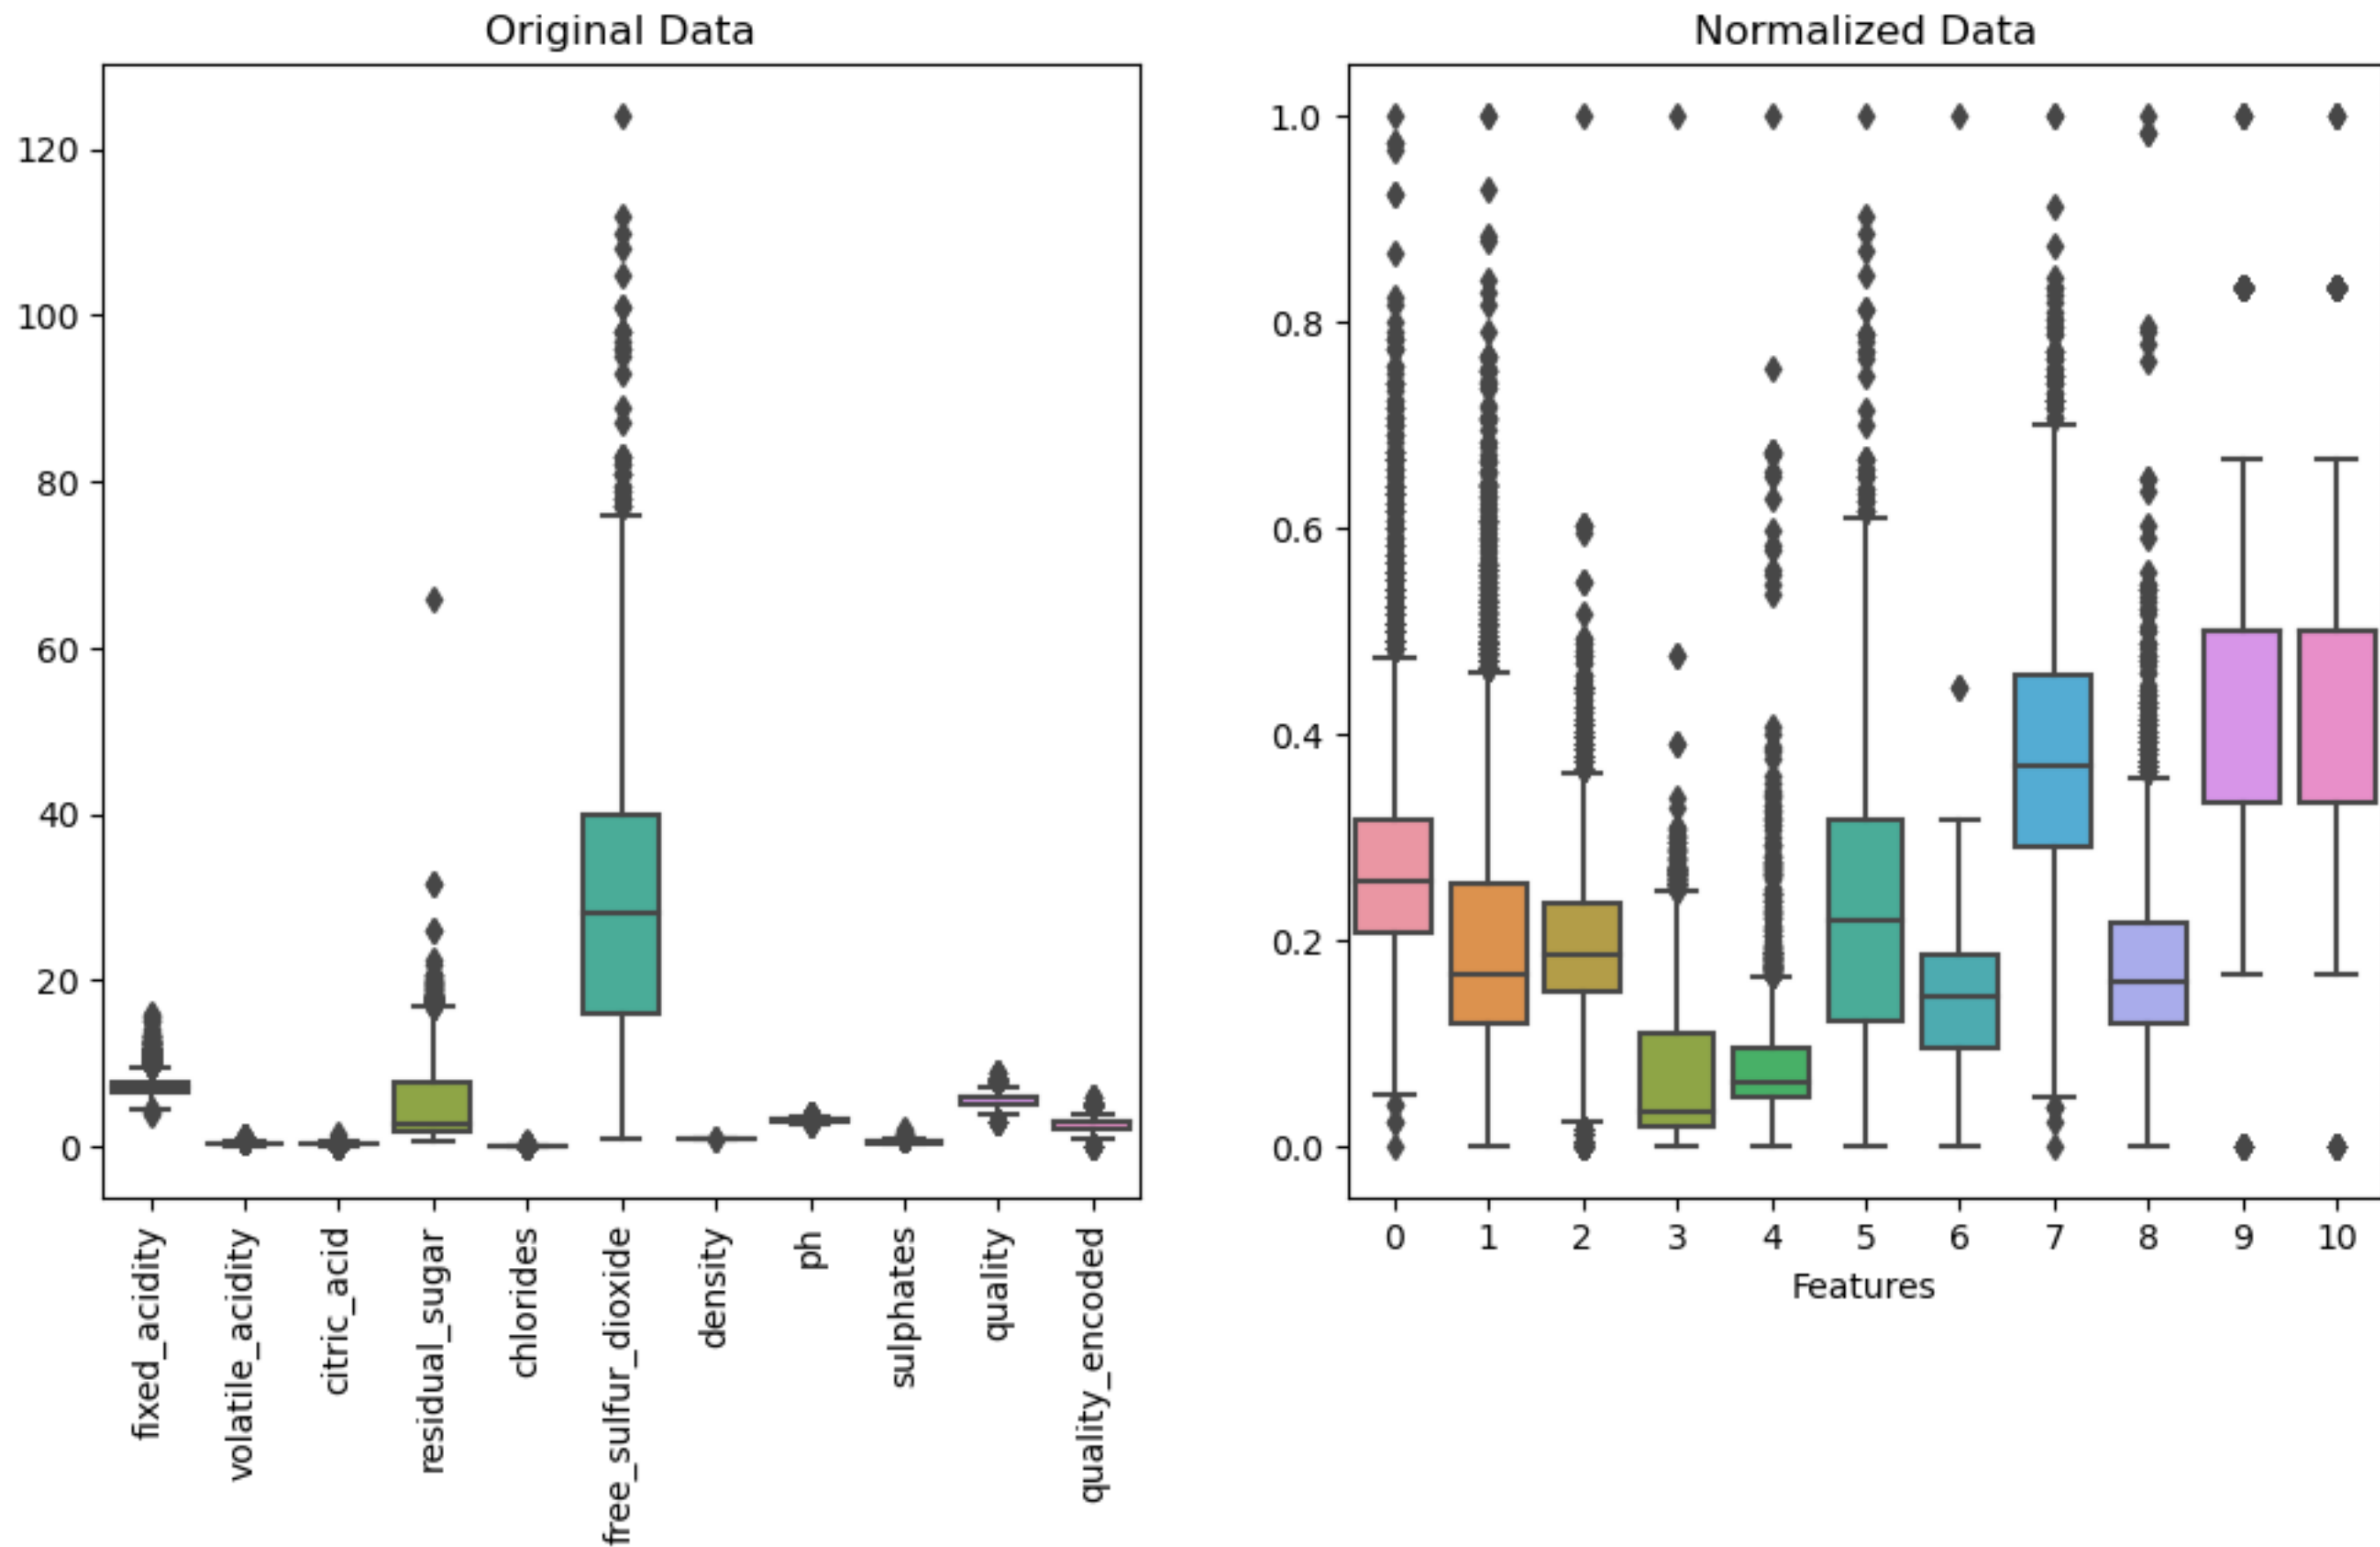 Original Data
120
100
80
60
40
20
0
fixed_acidity
volatile_acidity
citric_acid
residual_sugar
chlorides
free_sulfur_dioxide
density
ph
sulphates
quality
quality_encoded
Normalized Data
1.0
0.8
0.6
0.4
0.2
0.0
0 1 2 3 4 5 6 7 8 9 10
Features